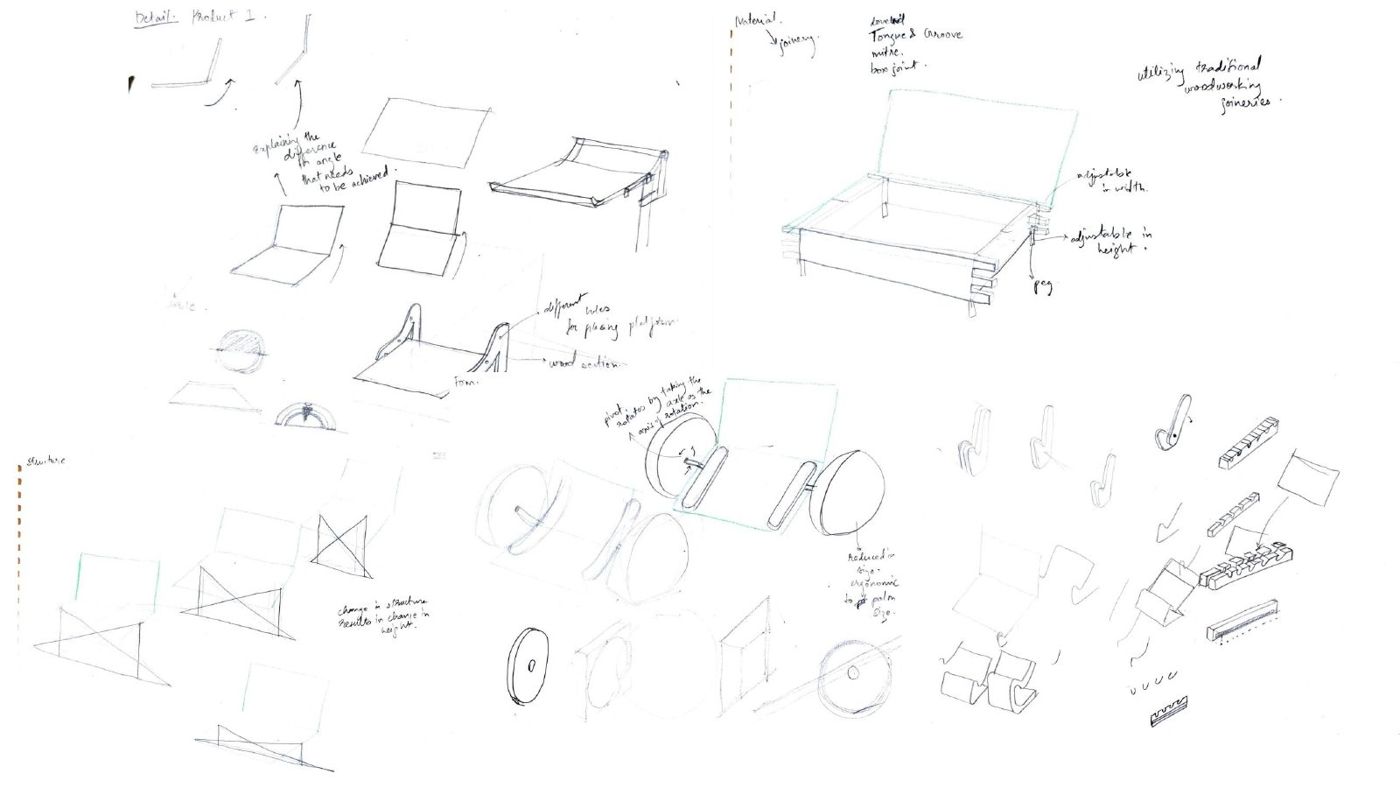 Detail. Product 1.
Explaining the
difference
in angle
that needs
to be achieved.
different
holes
for placing platform.
wood section.
Form.
Material.
joinery.
Dovetail
Tongue & Groove
mitre.
box joint.
utilizing traditional
woodworking
joineries.
adjustable
in width.
adjustable in
height.
peg
Structure
change in structure
results in change in
height.
pivot.
rotates by taking the
axle as the
axis of rotation.
Reduced in
size.
ergonomic
to palm
size.